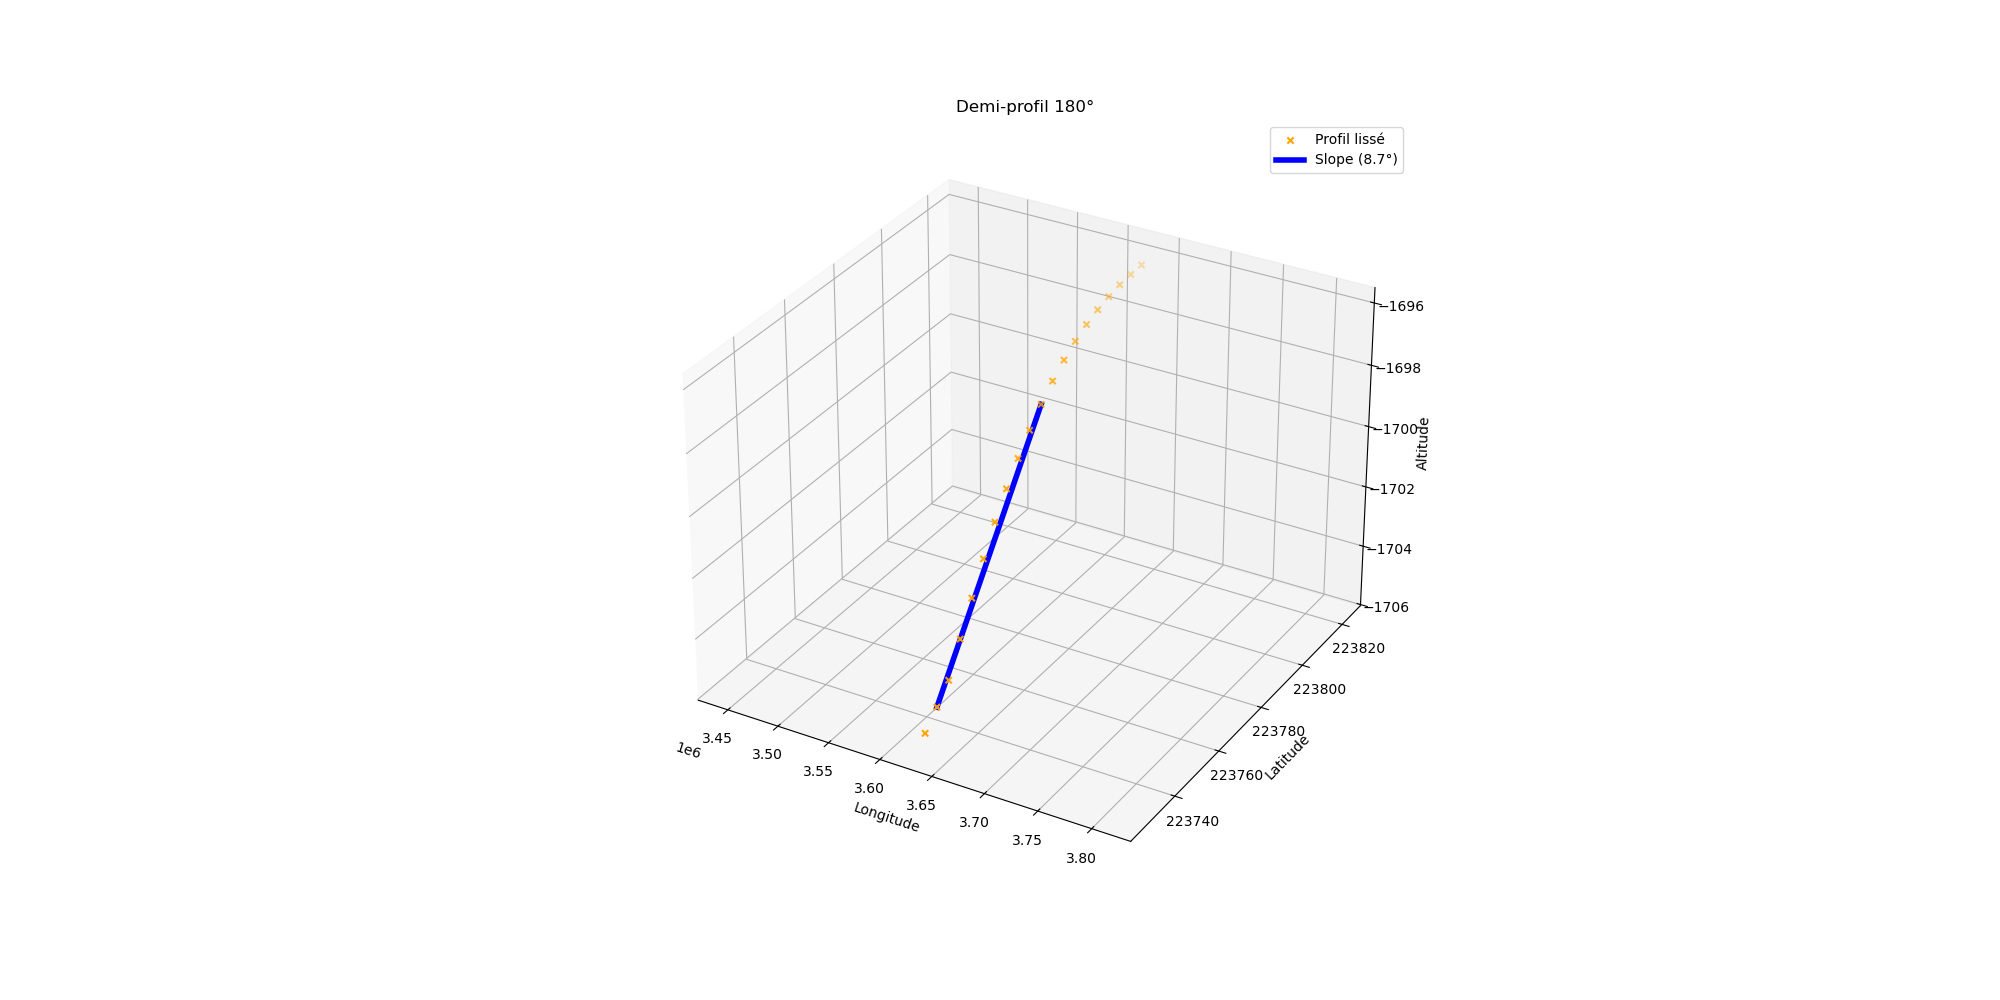 Demi-profil 180°
Profil lissé
Slope (8.7°)
−1696
−1698
−1700
−1702
−1704
−1706
Altitude
223820
223800
223780
223760
223740
Latitude
3.45
3.50
3.55
3.60
3.65
3.70
3.75
3.80
1e6
Longitude